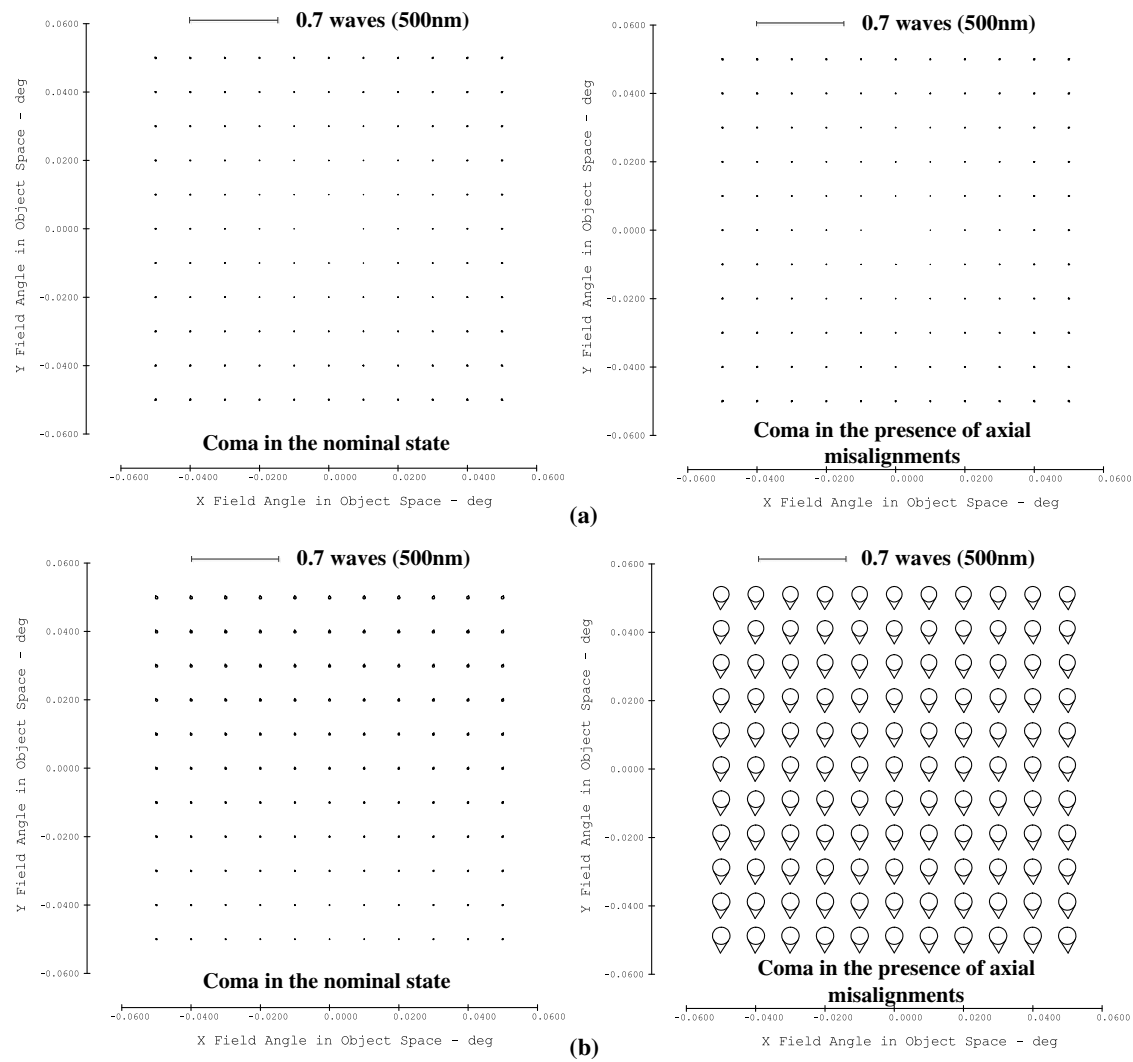 0.7 waves (500nm)
0.0600
0.0400
0.0200
0.0000
-0.0200
-0.0400
-0.0600
Y Field Angle in Object Space - deg
Coma in the nominal state
-0.0600 -0.0400 -0.0200 0.0000 0.0200 0.0400 0.0600
X Field Angle in Object Space - deg
0.7 waves (500nm)
0.0600
0.0400
0.0200
0.0000
-0.0200
-0.0400
-0.0600
Y Field Angle in Object Space - deg
Coma in the presence of axial
misalignments
-0.0600 -0.0400 -0.0200 0.0000 0.0200 0.0400 0.0600
X Field Angle in Object Space - deg
(a)
0.7 waves (500nm)
0.0600
0.0400
0.0200
0.0000
-0.0200
-0.0400
-0.0600
Y Field Angle in Object Space - deg
Coma in the nominal state
-0.0600 -0.0400 -0.0200 0.0000 0.0200 0.0400 0.0600
X Field Angle in Object Space - deg
0.7 waves (500nm)
0.0600
0.0400
0.0200
0.0000
-0.0200
-0.0400
-0.0600
Y Field Angle in Object Space - deg
Coma in the presence of axial
misalignments
-0.0600 -0.0400 -0.0200 0.0000 0.0200 0.0400 0.0600
X Field Angle in Object Space - deg
(b)